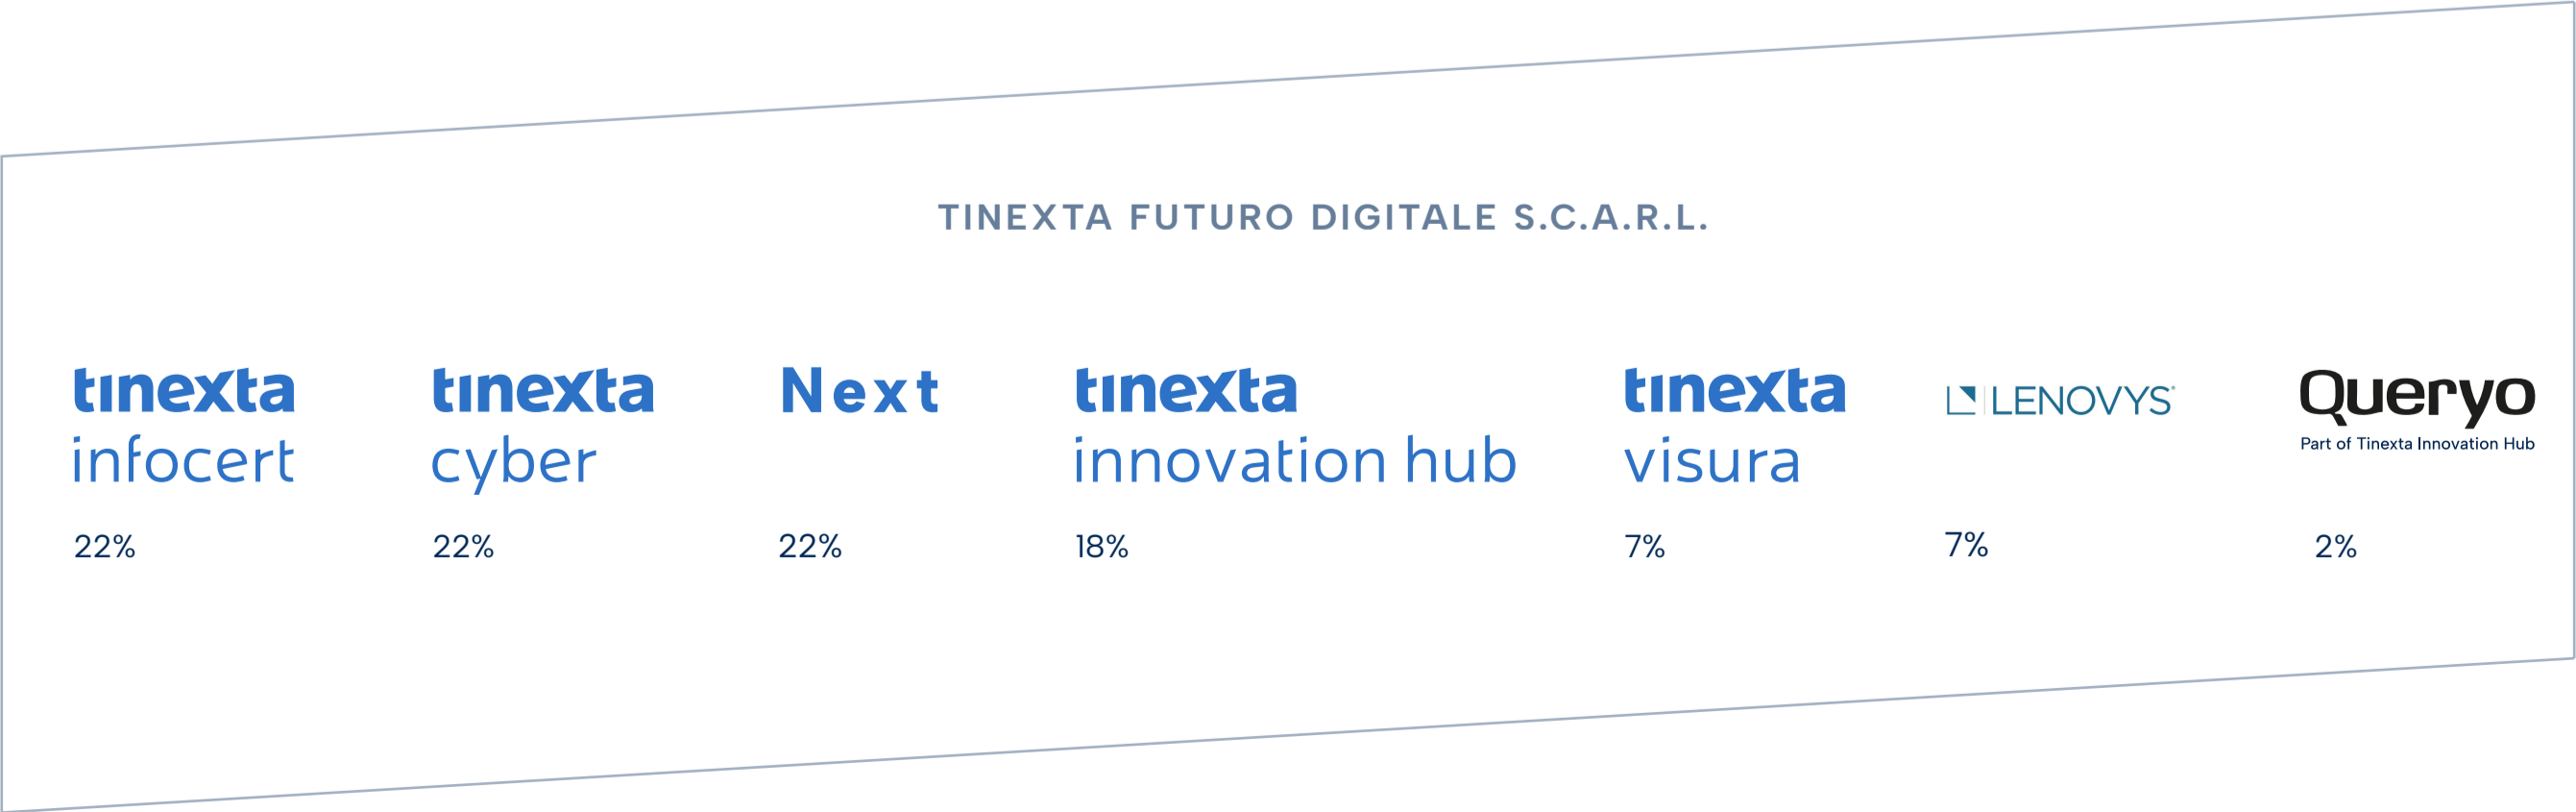 TINEXTA FUTURO DIGITALE S.C.A.R.L.
tinexta
infocert
22%
tinexta
cyber
22%
Next
22%
tinexta
innovation hub
18%
tinexta
visura
7%
LENOVYS®
7%
Queryo
Part of Tinexta Innovation Hub
2%